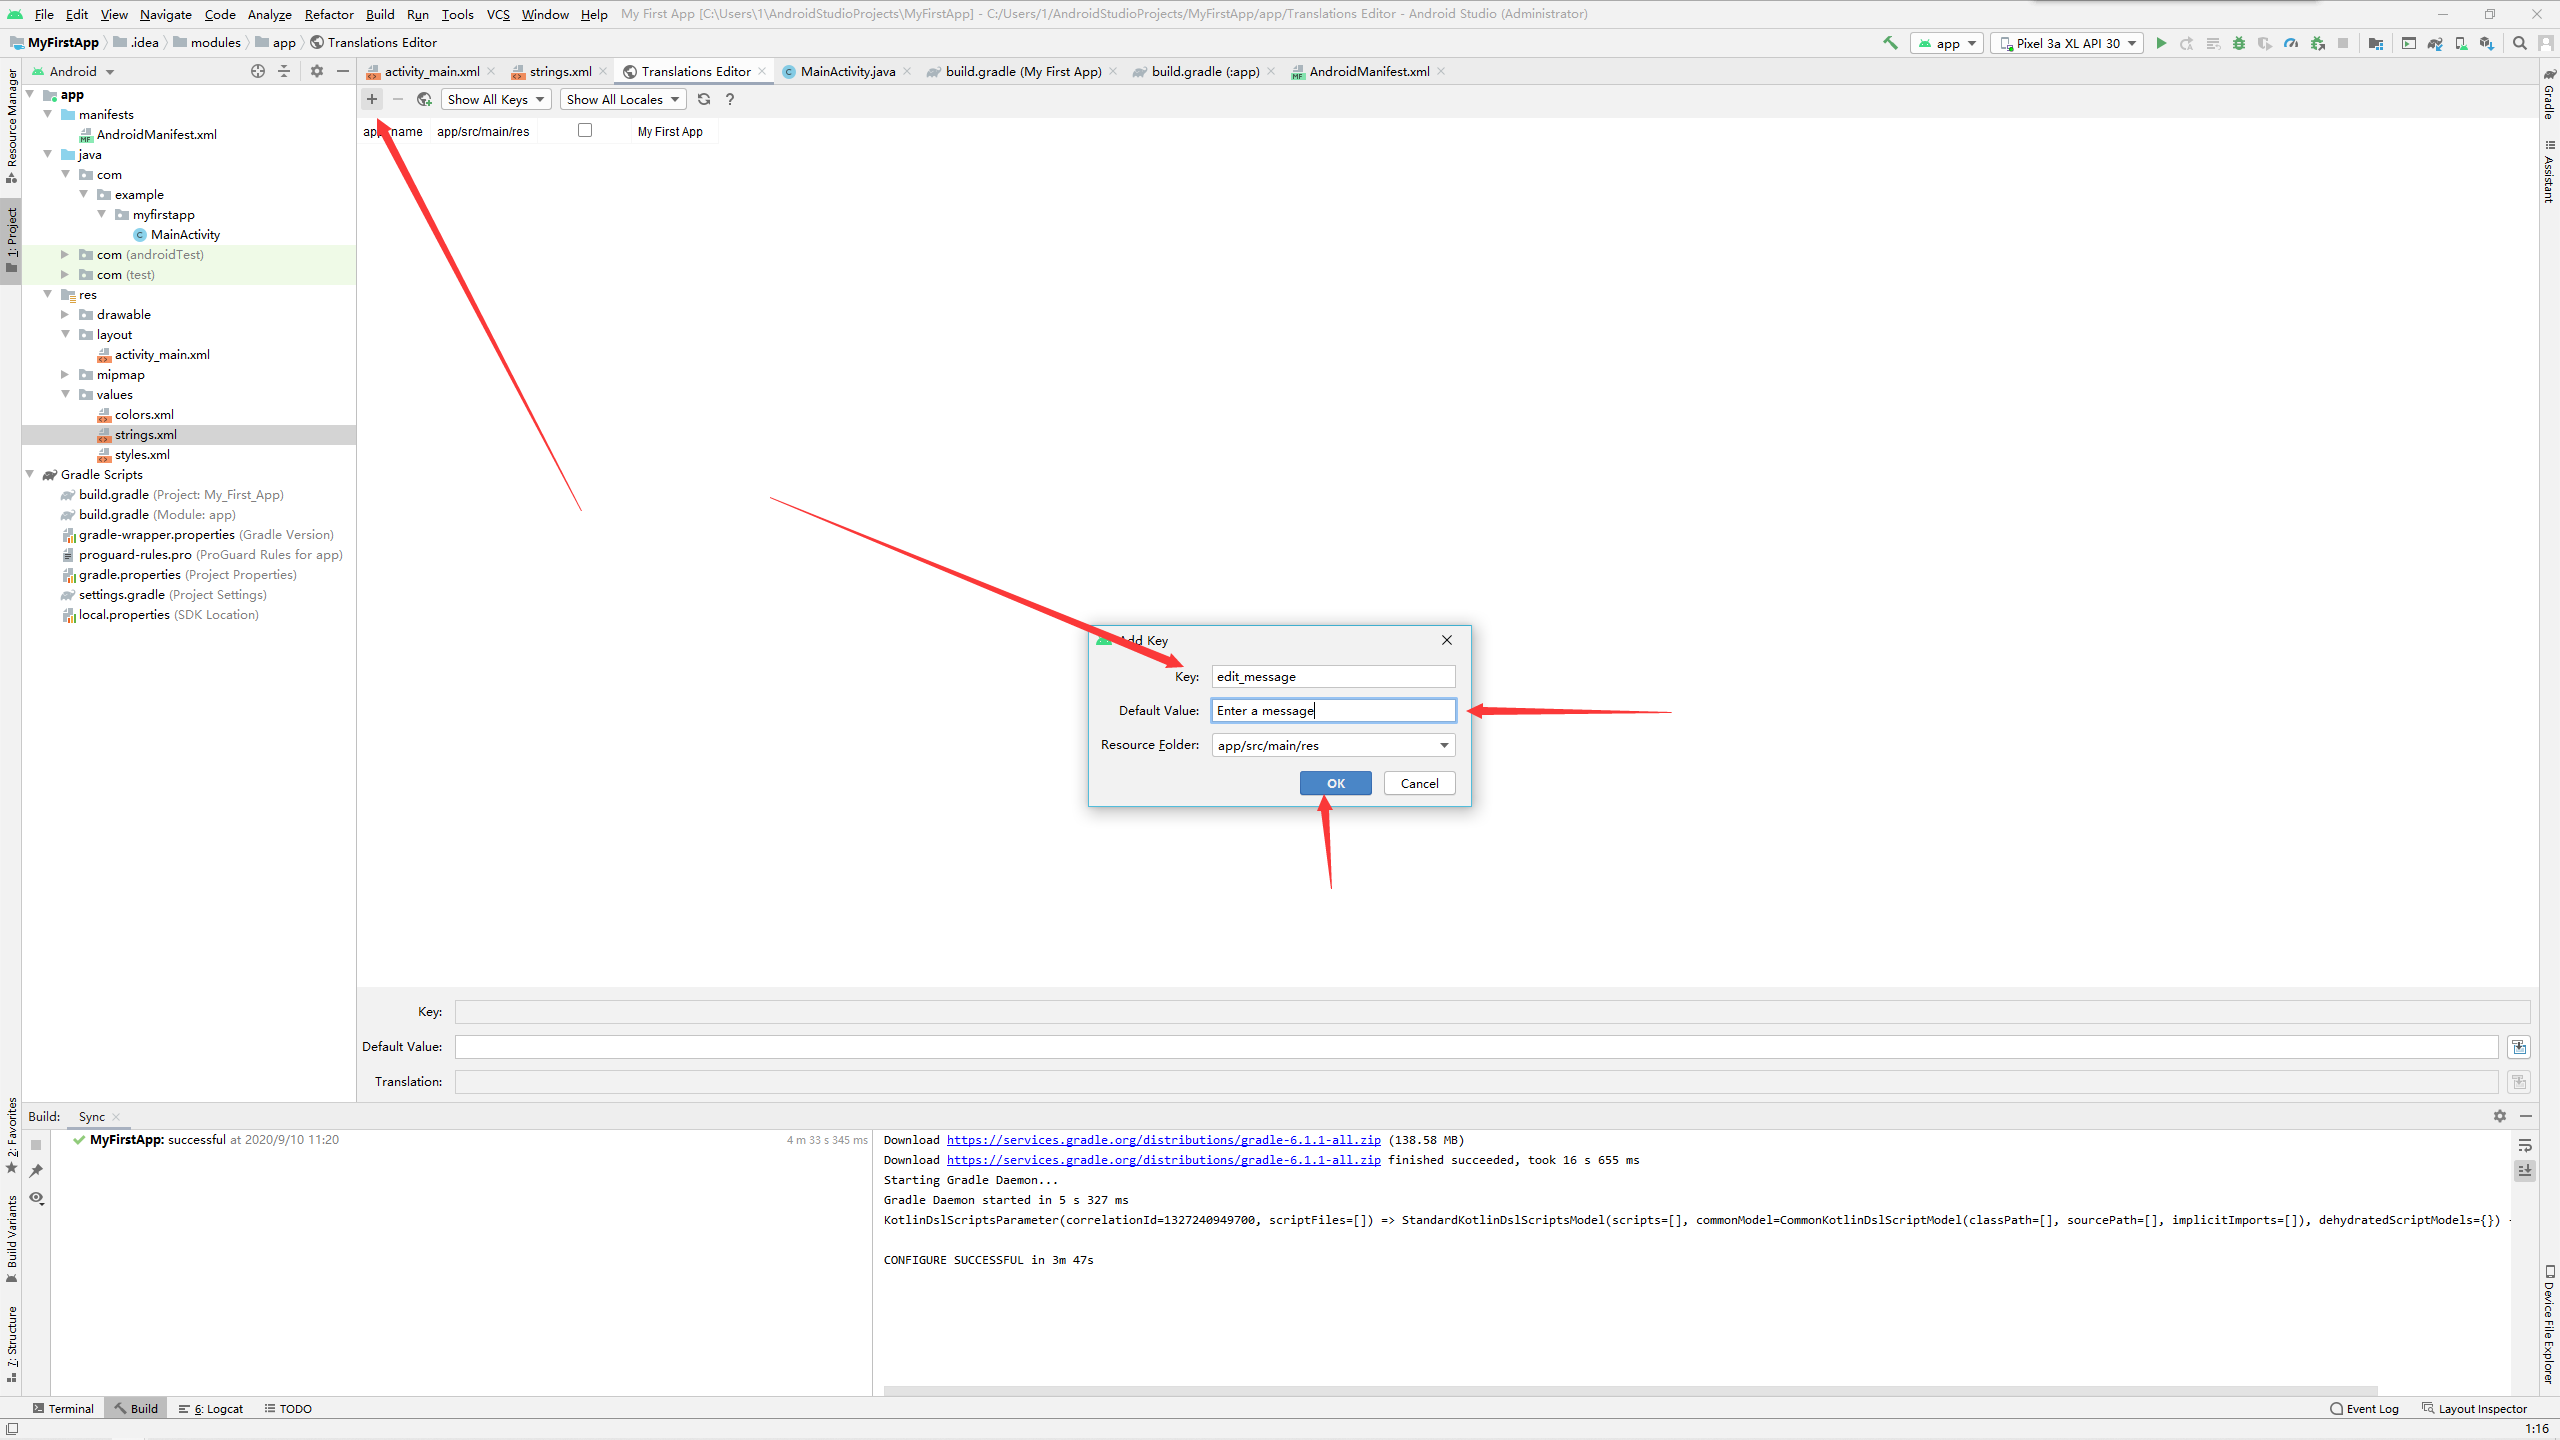 File Edit View Navigate Code Analyze Refactor Build Run Tools VCS Window Help My First App [C:\Users\1\AndroidStudioProjects\MyFirstApp] - C:/Users/1/AndroidStudioProjects/MyFirstApp/app/Translations Editor - Android Studio (Administrator)
MyFirstApp .idea modules app Translations Editor app Pixel 3a XL API 30
Android activity_main.xml strings.xml Translations Editor MainActivity.java build.gradle (My First App) build.gradle (:app) AndroidManifest.xml
Show All Keys Show All Locales ?
app_name app/src/main/res My First App
app
manifests
AndroidManifest.xml
java
com
example
myfirstapp
MainActivity
com (androidTest)
com (test)
res
drawable
layout
activity_main.xml
mipmap
values
colors.xml
strings.xml
styles.xml
Gradle Scripts
build.gradle (Project: My_First_App)
build.gradle (Module: app)
gradle-wrapper.properties (Gradle Version)
proguard-rules.pro (ProGuard Rules for app)
gradle.properties (Project Properties)
settings.gradle (Project Settings)
local.properties (SDK Location)
Resource Manager
1: Project
2: Favorites
Build Variants
7: Structure
Gradle
Assistant
Device File Explorer
Add Key
Key: edit_message
Default Value: Enter a message
Resource Folder: app/src/main/res
OK Cancel
Key:
Default Value:
Translation:
Build: Sync
MyFirstApp: successful at 2020/9/10 11:20 4 m 33 s 345 ms
Download https://services.gradle.org/distributions/gradle-6.1.1-all.zip (138.58 MB)
Download https://services.gradle.org/distributions/gradle-6.1.1-all.zip finished succeeded, took 16 s 655 ms
Starting Gradle Daemon...
Gradle Daemon started in 5 s 327 ms
KotlinDslScriptsParameter(correlationId=1327240949700, scriptFiles=[]) => StandardKotlinDslScriptsModel(scripts=[], commonModel=CommonKotlinDslScriptModel(classPath=[], sourcePath=[], implicitImports=[]), dehydratedScriptModels={})
CONFIGURE SUCCESSFUL in 3m 47s
Terminal Build 6: Logcat TODO Event Log Layout Inspector
1:16